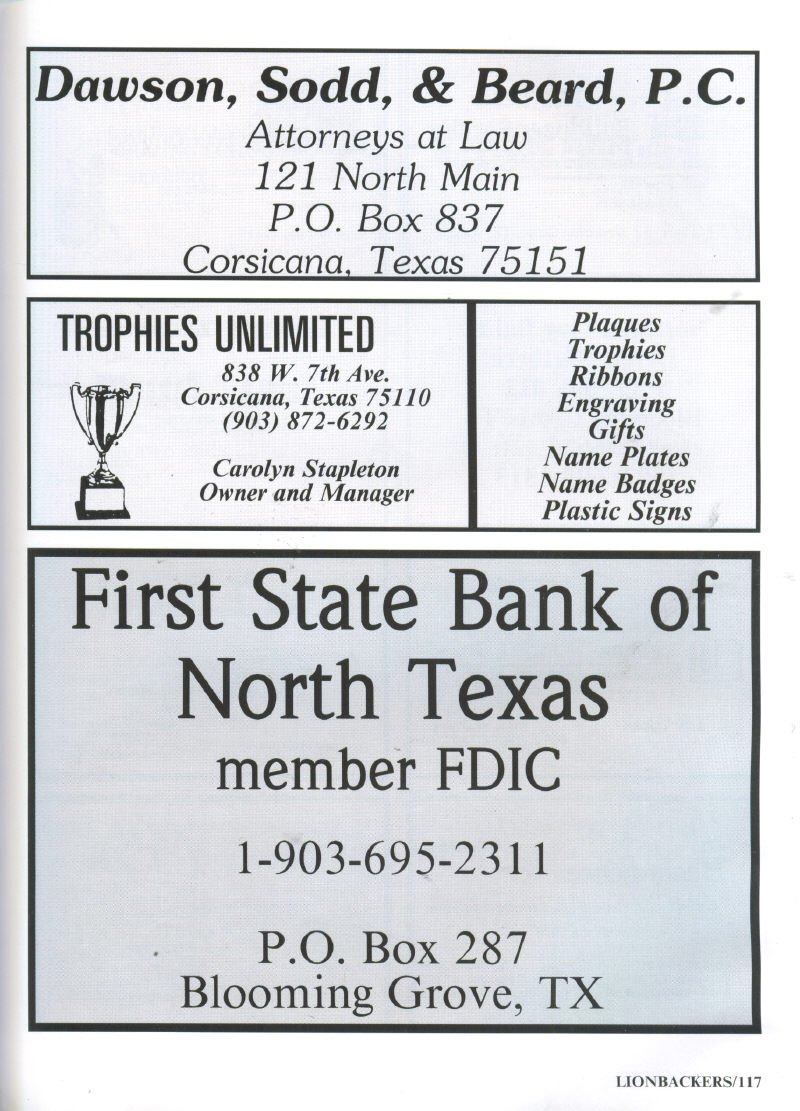 Dawson, Sodd, & Beard, P.C.
Attorneys at Law
121 North Main
P.O. Box 837
Corsicana, Texas 75151
TROPHIES UNLIMITED
838 W. 7th Ave.
Corsicana, Texas 75110
(903) 872-6292
Carolyn Stapleton
Owner and Manager
Plaques
Trophies
Ribbons
Engraving
Gifts
Name Plates
Name Badges
Plastic Signs
First State Bank of
North Texas
member FDIC
1-903-695-2311
P.O. Box 287
Blooming Grove, TX
LIONBACKERS/117